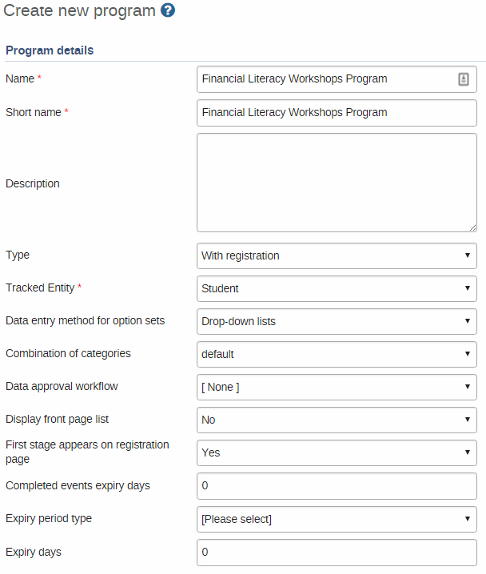 Create new program ?
Program details
Name * Financial Literacy Workshops Program
Short name * Financial Literacy Workshops Program
Description
Type With registration
Tracked Entity * Student
Data entry method for option sets Drop-down lists
Combination of categories default
Data approval workflow [ None ]
Display front page list No
First stage appears on registration
page Yes
Completed events expiry days 0
Expiry period type [Please select]
Expiry days 0